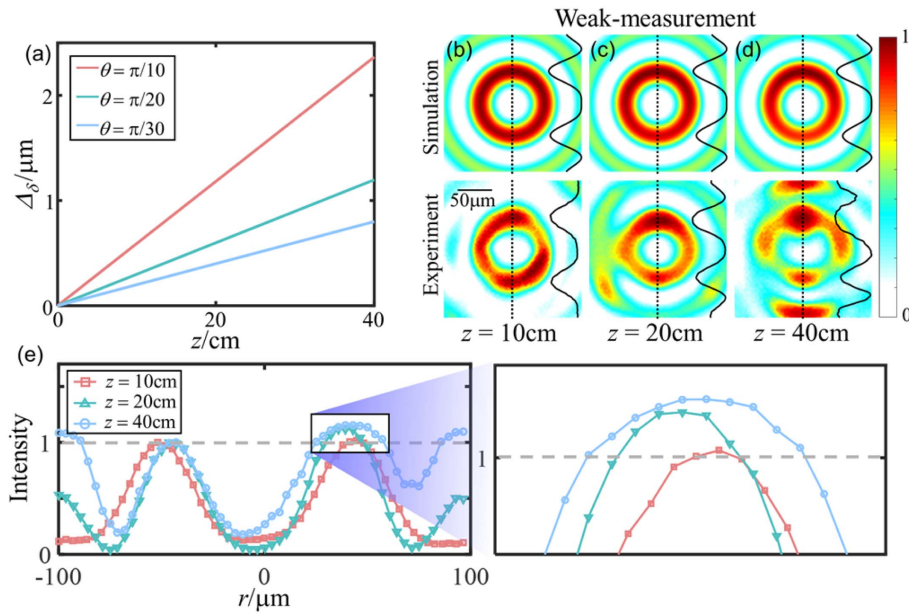 Weak-measurement
(a)
(b)
(c)
(d)
1
2
1
0
Δδ/μm
θ = π/10
θ = π/20
θ = π/30
0
20
40
z/cm
Simulation
Experiment
50μm
0
z = 10cm
z = 20cm
z = 40cm
(e)
z = 10cm
z = 20cm
z = 40cm
Intensity
1
0
-100
0
100
r/μm
1